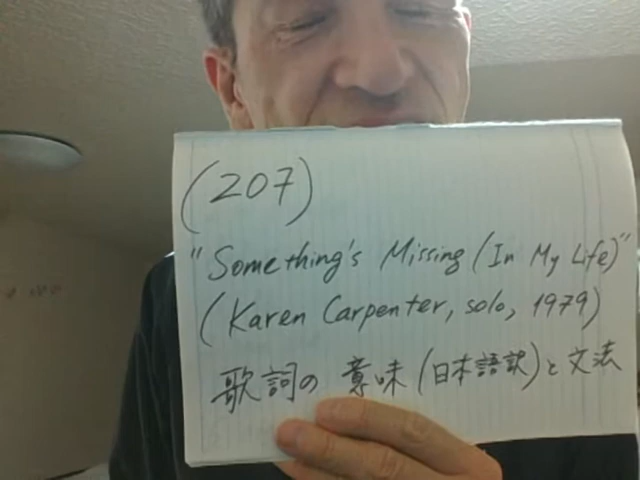 (207)
"Something's Missing (In My Life)"
(Karen Carpenter, solo, 1979)
歌詞の意味(日本語訳)と文法